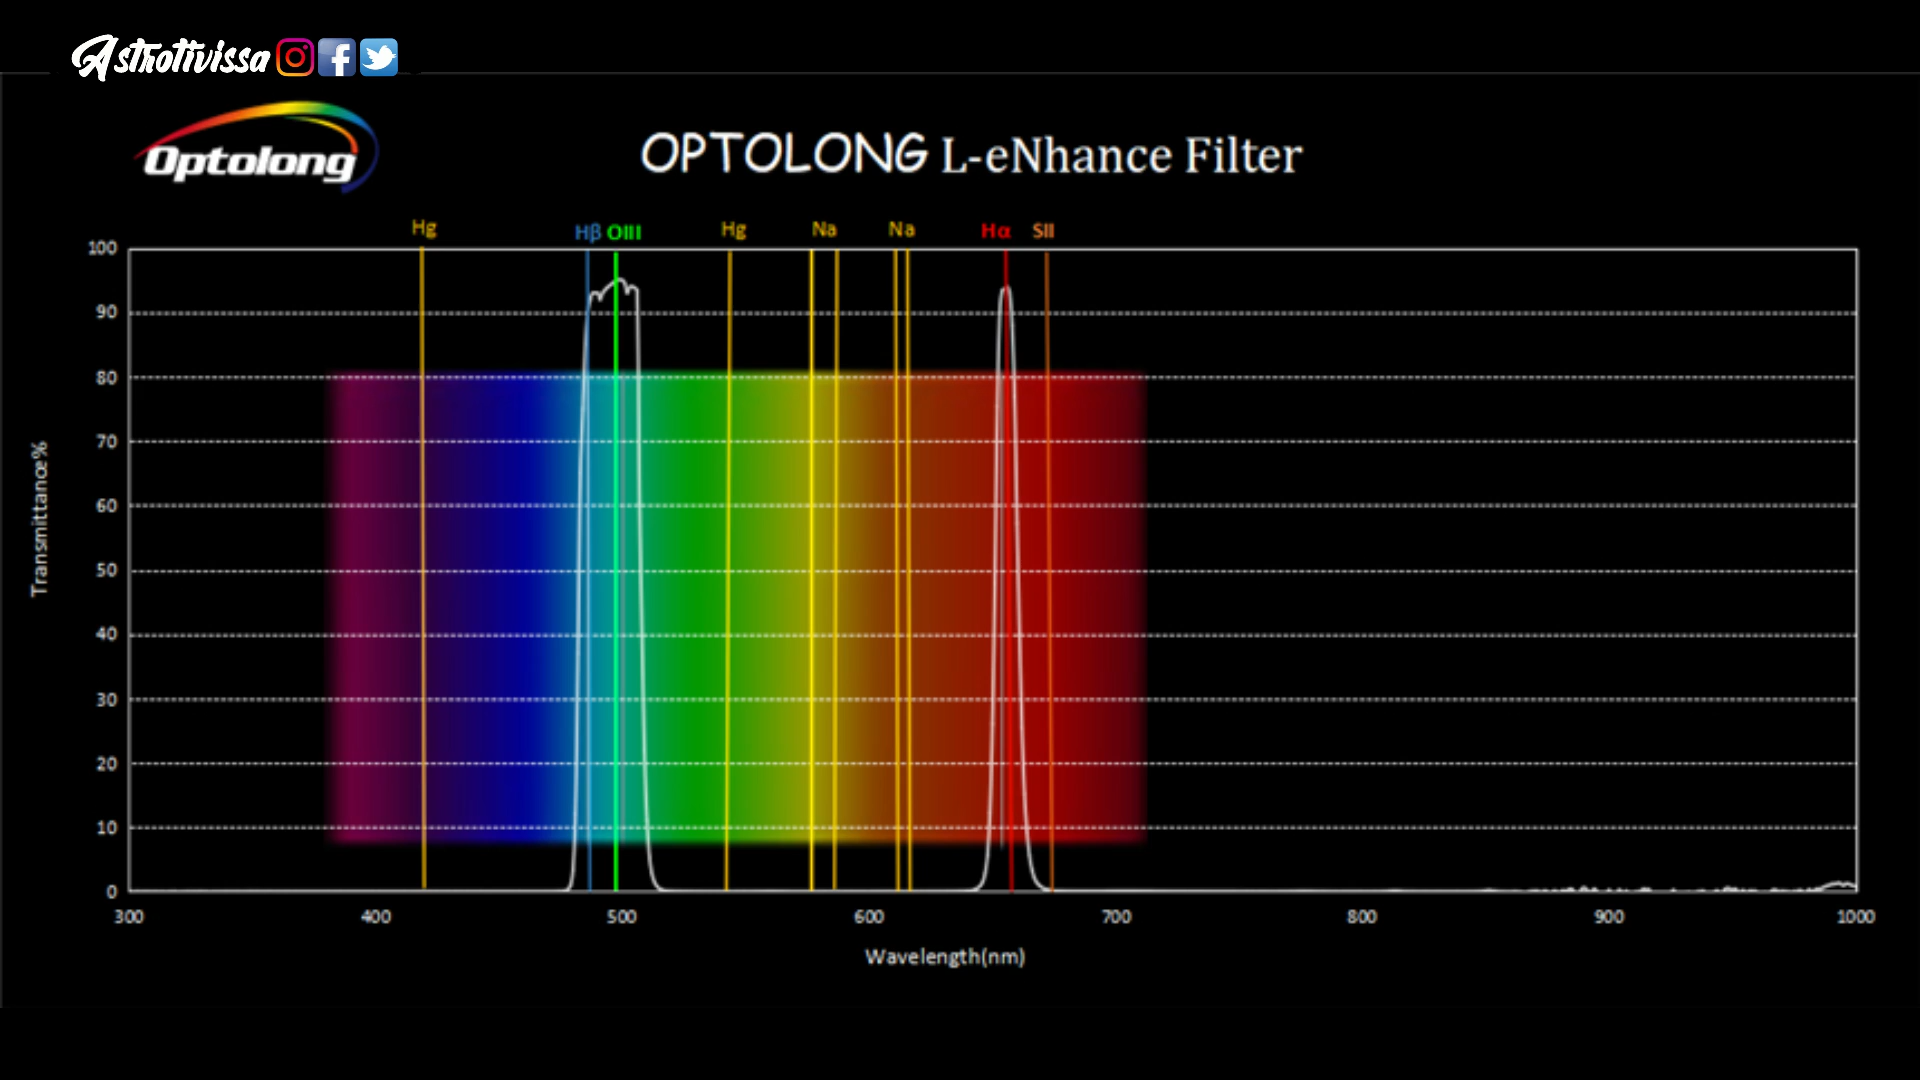 Astroitivissa
Optolong
OPTOLONG L-eNhance Filter
Hg Hβ OIII Hg Na Na Hα SII
100
90
80
70
60
50
40
30
20
10
0
Transmittance%
300 400 500 600 700 800 900 1000
Wavelength(nm)